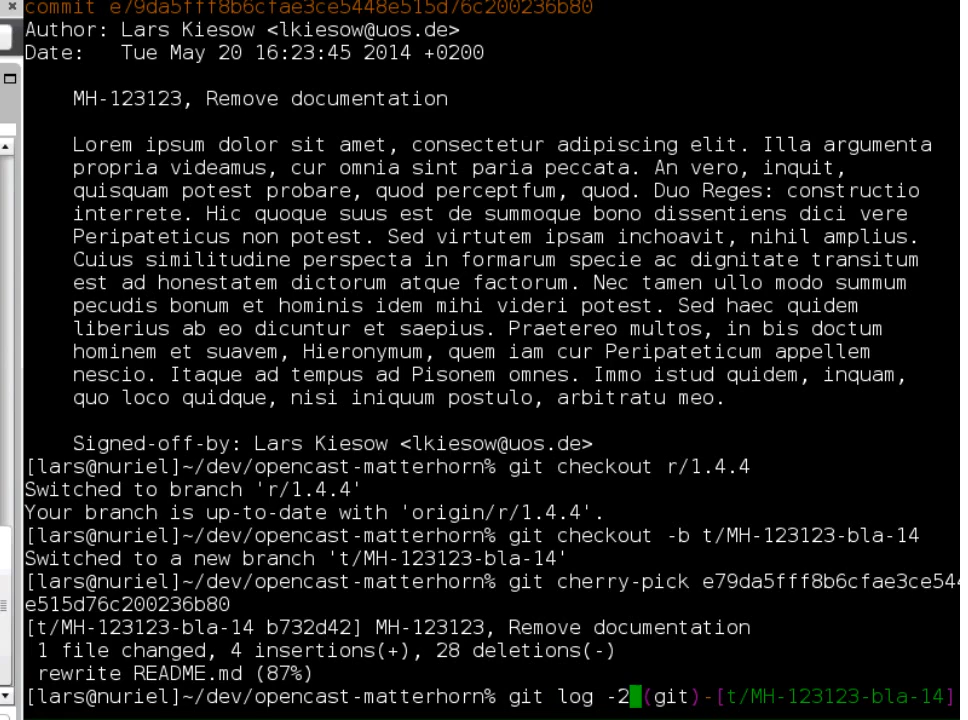 commit e79da5fff8b6cfae3ce5448e515d76c200236b80
Author: Lars Kiesow <lkiesow@uos.de>
Date:   Tue May 20 16:23:45 2014 +0200
MH-123123, Remove documentation
Lorem ipsum dolor sit amet, consectetur adipiscing elit. Illa argumenta
propria videamus, cur omnia sint paria peccata. An vero, inquit,
quisquam potest probare, quod perceptfum, quod. Duo Reges: constructio
interrete. Hic quoque suus est de summoque bono dissentiens dici vere
Peripateticus non potest. Sed virtutem ipsam inchoavit, nihil amplius.
Cuius similitudine perspecta in formarum specie ac dignitate transitum
est ad honestatem dictorum atque factorum. Nec tamen ullo modo summum
pecudis bonum et hominis idem mihi videri potest. Sed haec quidem
liberius ab eo dicuntur et saepius. Praetereo multos, in bis doctum
hominem et suavem, Hieronymum, quem iam cur Peripateticum appellem
nescio. Itaque ad tempus ad Pisonem omnes. Immo istud quidem, inquam,
quo loco quidque, nisi iniquum postulo, arbitratu meo.
Signed-off-by: Lars Kiesow <lkiesow@uos.de>
[lars@nuriel]~/dev/opencast-matterhorn% git checkout r/1.4.4
Switched to branch 'r/1.4.4'
Your branch is up-to-date with 'origin/r/1.4.4'.
[lars@nuriel]~/dev/opencast-matterhorn% git checkout -b t/MH-123123-bla-14
Switched to a new branch 't/MH-123123-bla-14'
[lars@nuriel]~/dev/opencast-matterhorn% git cherry-pick e79da5fff8b6cfae3ce544
e515d76c200236b80
[t/MH-123123-bla-14 b732d42] MH-123123, Remove documentation
1 file changed, 4 insertions(+), 28 deletions(-)
rewrite README.md (87%)
[lars@nuriel]~/dev/opencast-matterhorn% git log -2 (git)-[t/MH-123123-bla-14]